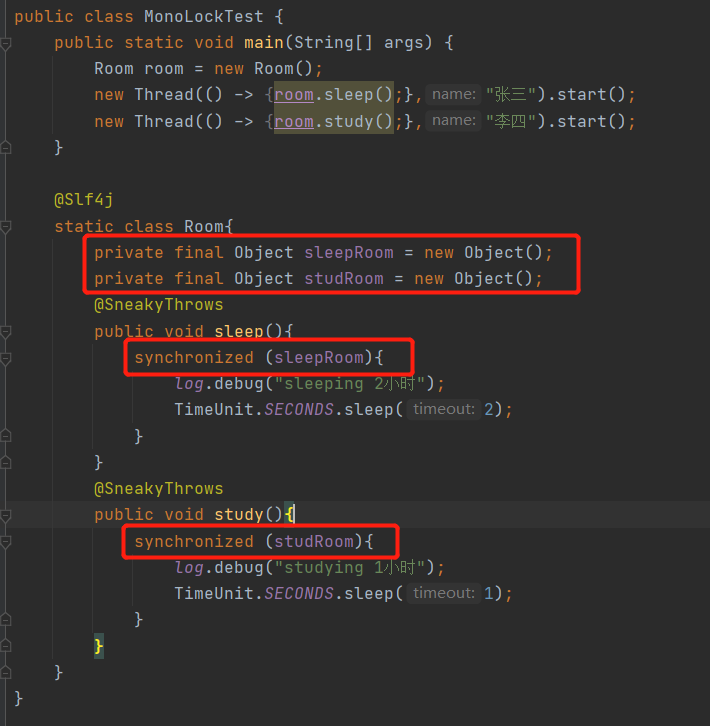 public class MonoLockTest {
    public static void main(String[] args) {
        Room room = new Room();
        new Thread(() -> {room.sleep();}, name: "张三").start();
        new Thread(() -> {room.study();}, name: "李四").start();
    }
    @Slf4j
    static class Room{
        private final Object sleepRoom = new Object();
        private final Object studRoom = new Object();
        @SneakyThrows
        public void sleep(){
            synchronized (sleepRoom){
                log.debug("sleeping 2小时");
                TimeUnit.SECONDS.sleep( timeout: 2);
            }
        }
        @SneakyThrows
        public void study(){
            synchronized (studRoom){
                log.debug("studying 1小时");
                TimeUnit.SECONDS.sleep( timeout: 1);
            }
        }
    }
}